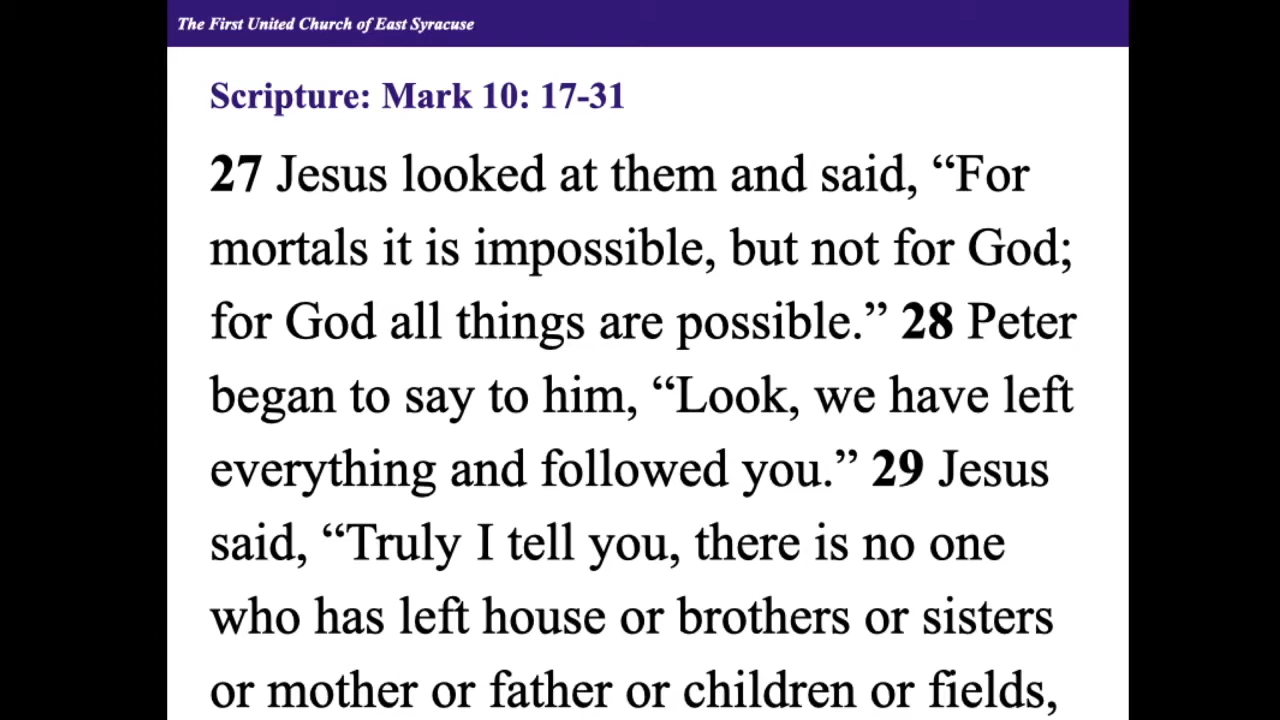 The First United Church of East Syracuse
Scripture: Mark 10: 17-31
27 Jesus looked at them and said, “For
mortals it is impossible, but not for God;
for God all things are possible.” 28 Peter
began to say to him, “Look, we have left
everything and followed you.” 29 Jesus
said, “Truly I tell you, there is no one
who has left house or brothers or sisters
or mother or father or children or fields,